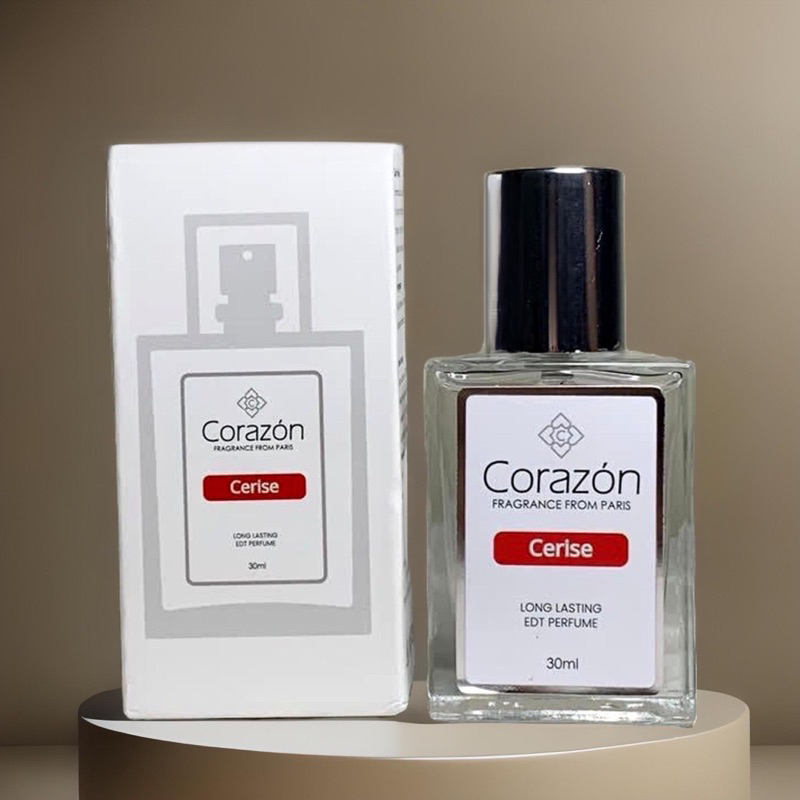 Corazón
FRAGRANCE FROM PARIS
Cerise
LONG LASTING
EDT PERFUME
30ml
C
Corazón
FRAGRANCE FROM PARIS
Cerise
LONG LASTING
EDT PERFUME
30ml